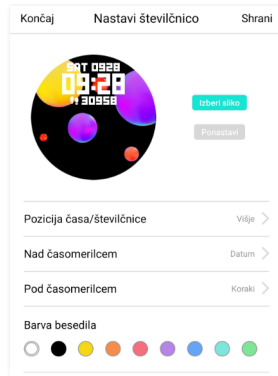 Končaj Nastavi številčnico Shrani
SAT 0928
09:28
30958
Izberi sliko
Ponastavi
Pozicija časa/številčnice Višje
Nad časomerilcem Datum
Pod časomerilcem Koraki
Barva besedila